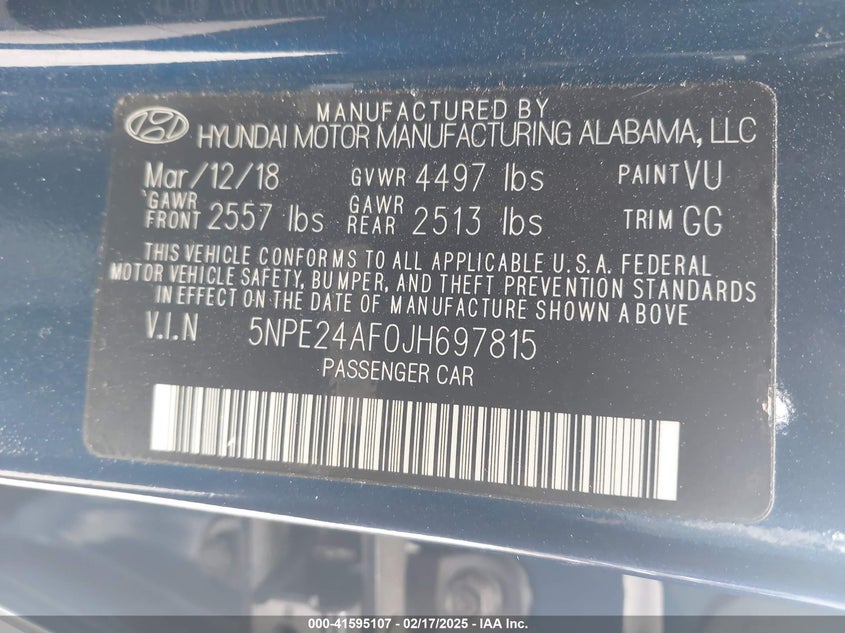 MANUFACTURED BY
HYUNDAI MOTOR MANUFACTURING ALABAMA, LLC
Mar/12/18 GVWR 4497 lbs PAINT VU
GAWR FRONT 2557 lbs GAWR REAR 2513 lbs TRIM GG
THIS VEHICLE CONFORMS TO ALL APPLICABLE U.S.A. FEDERAL
MOTOR VEHICLE SAFETY, BUMPER, AND THEFT PREVENTION STANDARDS
IN EFFECT ON THE DATE OF MANUFACTURE SHOWN ABOVE
V.I.N 5NPE24AF0JH697815
PASSENGER CAR
000-41595107 - 02/17/2025 - IAAI Inc.